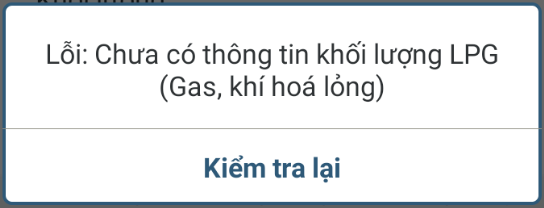 Lỗi: Chưa có thông tin khối lượng LPG
(Gas, khí hoá lỏng)
Kiểm tra lại